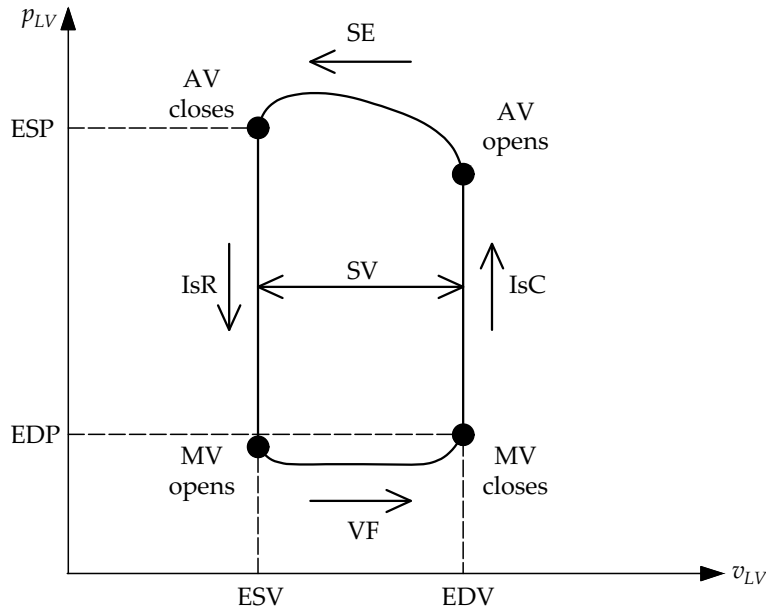 p_LV
SE
AV
closes
AV
opens
ESP
IsR
SV
IsC
EDP
MV
opens
MV
closes
VF
v_LV
ESV
EDV